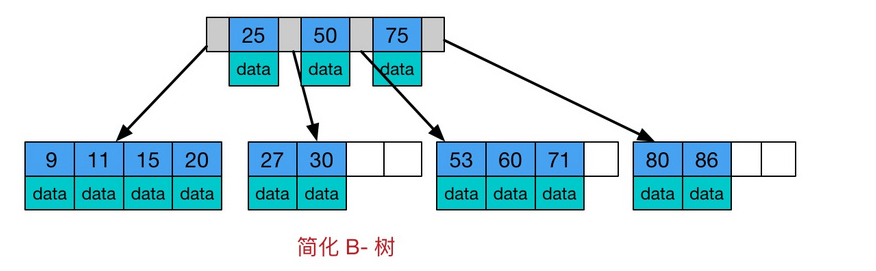 25 50 75
data data data
9 11 15 20 27 30 53 60 71 80 86
data data data data data data data data data data data
简化 B- 树